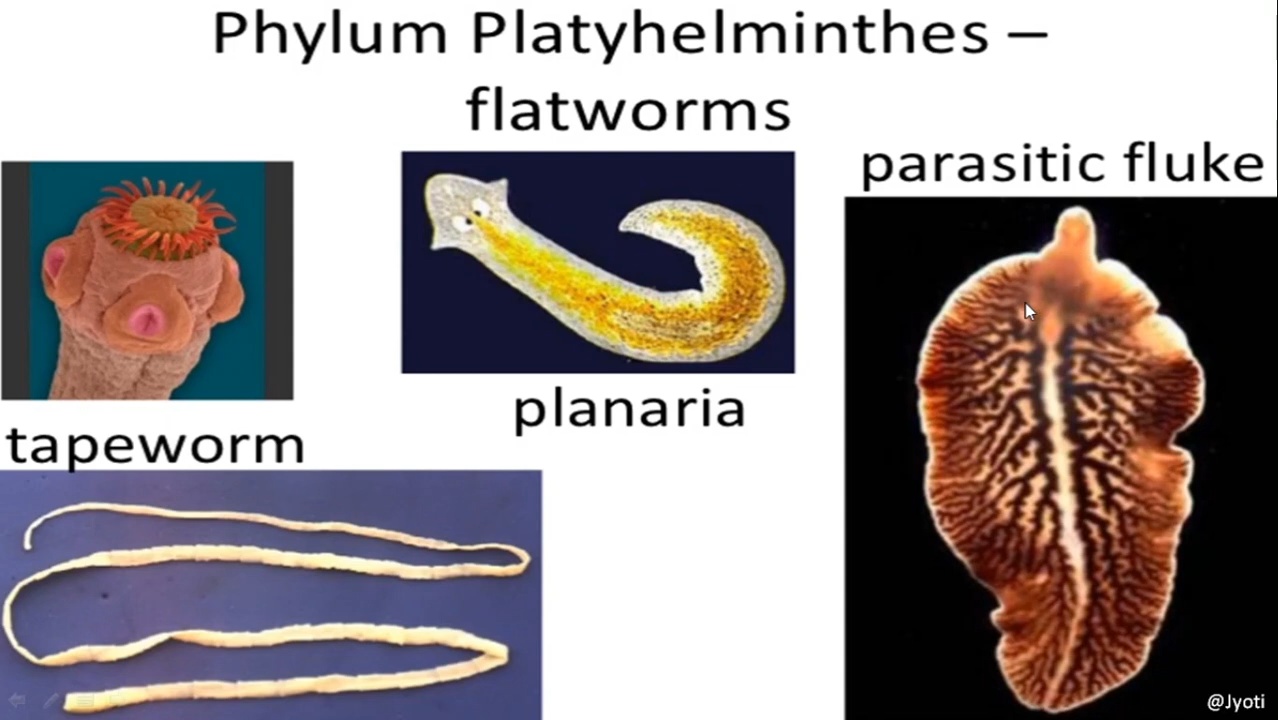 Phylum Platyhelminthes –
flatworms
parasitic fluke
planaria
tapeworm
@Jyoti